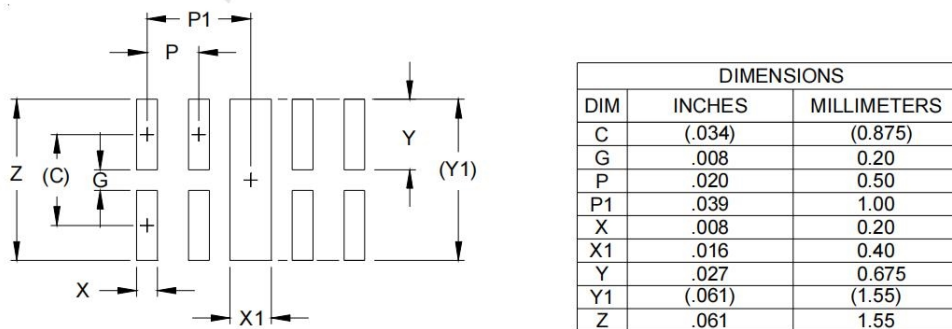 P1
P
Z (C) G Y (Y1)
X X1
DIMENSIONS
DIM INCHES MILLIMETERS
C (.034) (0.875)
G .008 0.20
P .020 0.50
P1 .039 1.00
X .008 0.20
X1 .016 0.40
Y .027 0.675
Y1 (.061) (1.55)
Z .061 1.55